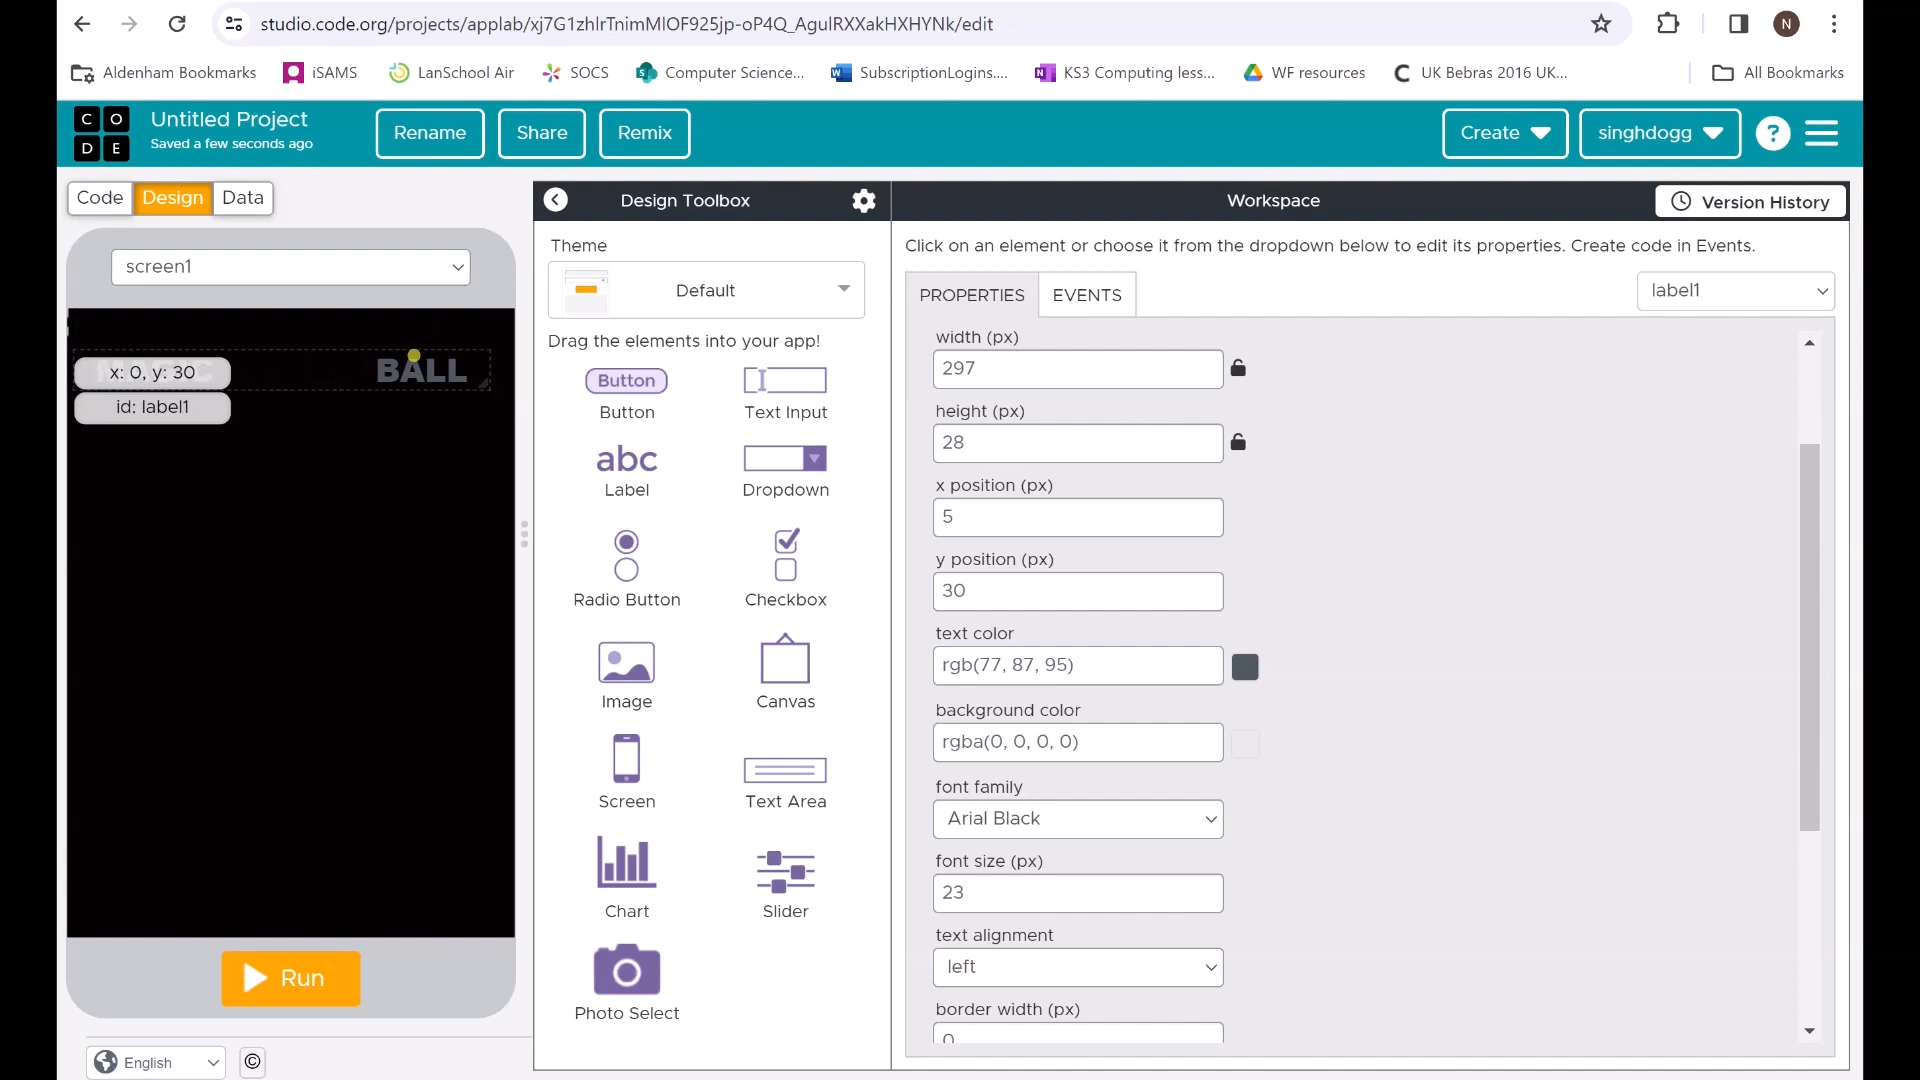 studio.code.org/projects/applab/xj7G1zhlrTnimMlOF925jp-oP4Q_AgulRXXakHXHYNk/edit
N
Aldenham Bookmarks
iSAMS
LanSchool Air
SOCS
Computer Science...
SubscriptionLogins....
KS3 Computing less...
WF resources
UK Bebras 2016 UK...
All Bookmarks
C O
D E
Untitled Project
Saved a few seconds ago
Rename
Share
Remix
Create
singhdogg
?
Code
Design
Data
Design Toolbox
Workspace
Version History
screen1
Theme
Default
Click on an element or choose it from the dropdown below to edit its properties. Create code in Events.
PROPERTIES
EVENTS
label1
BALL
x: 0, y: 30
id: label1
Drag the elements into your app!
Button
Button
Text Input
abc
Label
Dropdown
Radio Button
Checkbox
Image
Canvas
Screen
Text Area
Chart
Slider
Photo Select
width (px)
297
height (px)
28
x position (px)
5
y position (px)
30
text color
rgb(77, 87, 95)
background color
rgba(0, 0, 0, 0)
font family
Arial Black
font size (px)
23
text alignment
left
border width (px)
0
Run
English
©